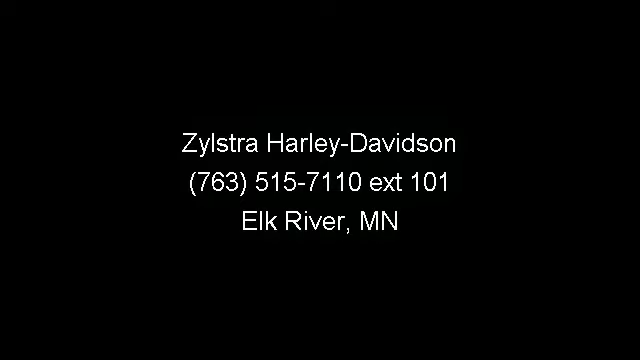 Zylstra Harley-Davidson
(763) 515-7110 ext 101
Elk River, MN